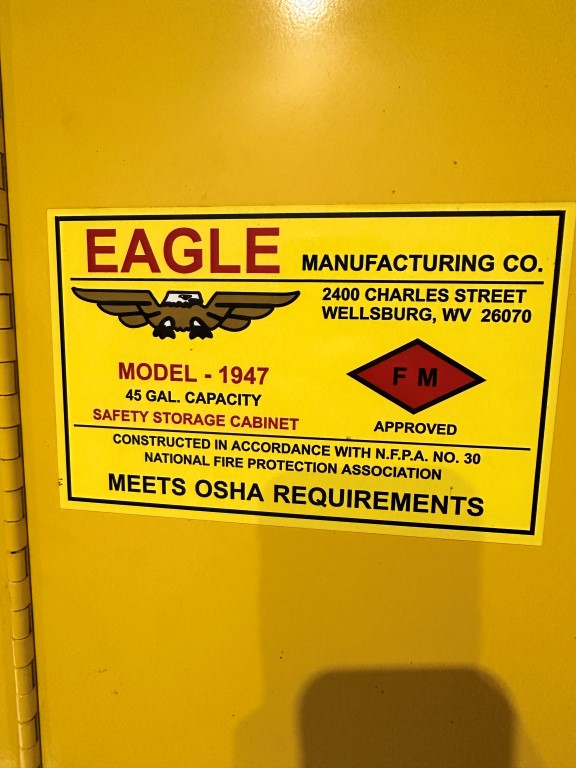 EAGLE MANUFACTURING CO.
2400 CHARLES STREET
WELLSBURG, WV 26070
MODEL - 1947
45 GAL. CAPACITY
SAFETY STORAGE CABINET
F M
APPROVED
CONSTRUCTED IN ACCORDANCE WITH N.F.P.A. NO. 30
NATIONAL FIRE PROTECTION ASSOCIATION
MEETS OSHA REQUIREMENTS